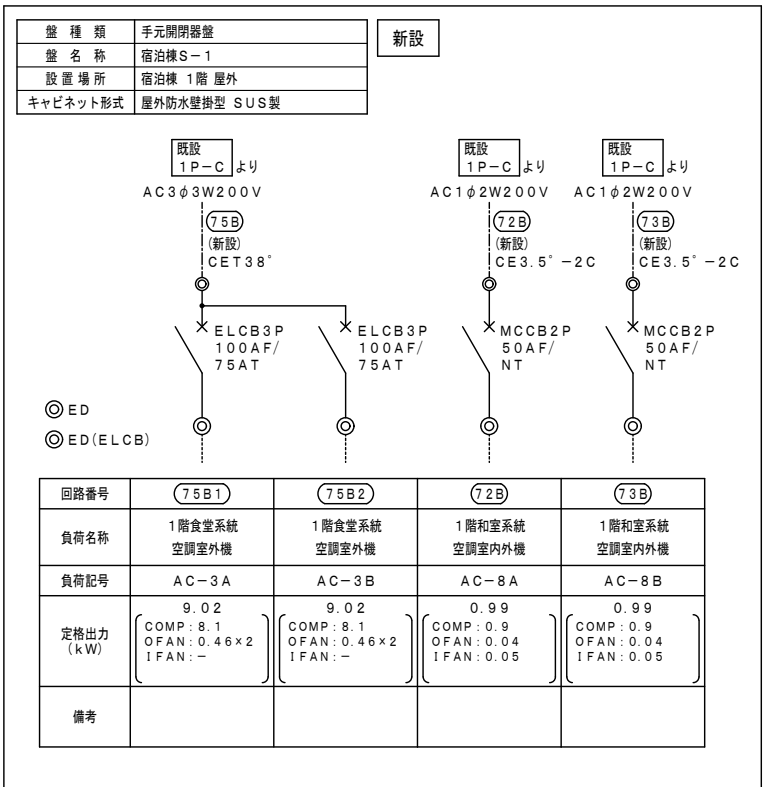 盤種類 手元開閉器盤
盤名称 宿泊棟S-1
設置場所 宿泊棟 1階 屋外
キャビネット形式 屋外防水壁掛型 SUS製
新設
既設
1P-C より
AC3φ3W200V
75B
(新設)
CET38°
既設
1P-C より
AC1φ2W200V
72B
(新設)
CE3.5°-2C
既設
1P-C より
AC1φ2W200V
73B
(新設)
CE3.5°-2C
ELCB3P
100AF/
75AT
ELCB3P
100AF/
75AT
MCCB2P
50AF/
NT
MCCB2P
50AF/
NT
ED
ED(ELCB)
回路番号 75B1 75B2 72B 73B
負荷名称
1階食堂系統 1階食堂系統 1階和室系統 1階和室系統
空調室外機 空調室外機 空調室内外機 空調室内外機
負荷記号 AC-3A AC-3B AC-8A AC-8B
定格出力
(kW)
9.02 9.02 0.99 0.99
COMP:8.1 COMP:8.1 COMP:0.9 COMP:0.9
OFAN:0.46×2 OFAN:0.46×2 OFAN:0.04 OFAN:0.04
IFAN:- IFAN:- IFAN:0.05 IFAN:0.05
備考